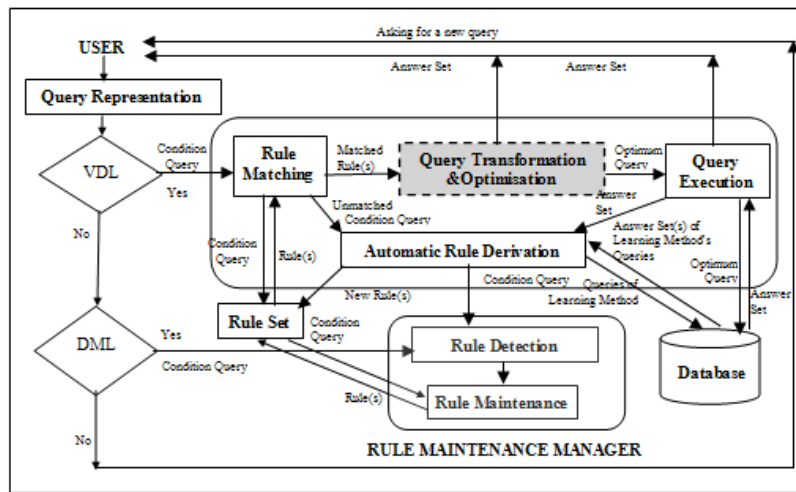 Asking for a new query
USER
Answer Set
Answer Set
Query Representation
Condition
Query
VDL
Yes
No
Rule
Matching
Matched
Rule(s)
Query Transformation
&Optimisation
Optimum
Query
Query
Execution
Unmatched
Condition Query
Answer
Set
Condition
Query
Rule(s)
Automatic Rule Derivation
Answer Set(s) of
Learning Method's
Queries
Optimum
Query
Answer
Set
New Rule(s)
Condition Query
Queries of
Learning Method
Rule Set
Condition
Query
DML
Yes
Condition Query
No
Rule Detection
Rule(s)
Rule Maintenance
Database
RULE MAINTENANCE MANAGER